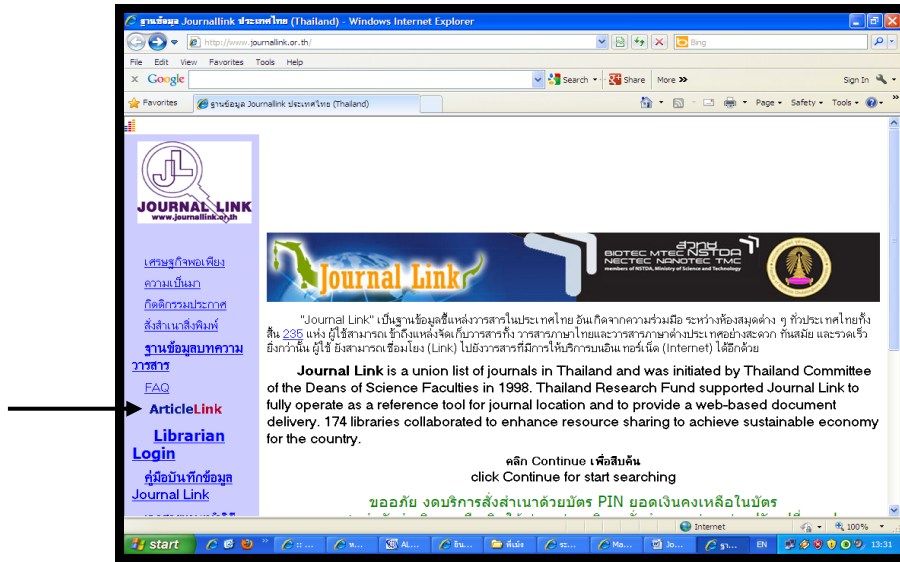 ฐานข้อมูล Journallink ประเทศไทย (Thailand) - Windows Internet Explorer
http://www.journallink.or.th/
Bing
File Edit View Favorites Tools Help
x Google Search Share More >> Sign In
Favorites ฐานข้อมูล Journallink ประเทศไทย (Thailand) Page Safety Tools
JL
JOURNAL LINK
www.journallink.or.th
เศรษฐกิจพอเพียง
ความเป็นมา
กิตติกรรมประกาศ
สั่งสำเนาสิ่งพิมพ์
ฐานข้อมูลบทความ
วารสาร
FAQ
ArticleLink
Librarian
Login
คู่มือบันทึกข้อมูล
Journal Link
Journal Link
สวทช
BIOTEC MTEC NSTDA
NECTEC NANOTEC TMC
members of NSTDA, Ministry of Science and Technology
"Journal Link" เป็นฐานข้อมูลชี้แหล่งวารสารในประเทศไทย อันเกิดจากความร่วมมือ ระหว่างห้องสมุดต่าง ๆ ทั่วประเทศไทยทั้ง
สิ้น 235 แห่ง ผู้ใช้สามารถเข้าถึงแหล่งจัดเก็บวารสารทั้ง วารสารภาษาไทยและวารสารภาษาต่างประเทศอย่างสะดวก ทันสมัย และรวดเร็ว
ยิ่งกว่านั้น ผู้ใช้ ยังสามารถเชื่อมโยง (Link) ไปยังวารสารที่มีการให้บริการบนอินเทอร์เน็ต (Internet) ได้อีกด้วย
Journal Link is a union list of journals in Thailand and was initiated by Thailand Committee
of the Deans of Science Faculties in 1998. Thailand Research Fund supported Journal Link to
fully operate as a reference tool for journal location and to provide a web-based document
delivery. 174 libraries collaborated to enhance resource sharing to achieve sustainable economy
for the country.
คลิก Continue เพื่อสืบค้น
click Continue for start searching
ขออภัย งดบริการสั่งสำเนาด้วยบัตร PIN ยอดเงินคงเหลือในบัตร
Internet 100%
start AL... พี่เม้ง Ma... Jo... ฐา... EN 13:31